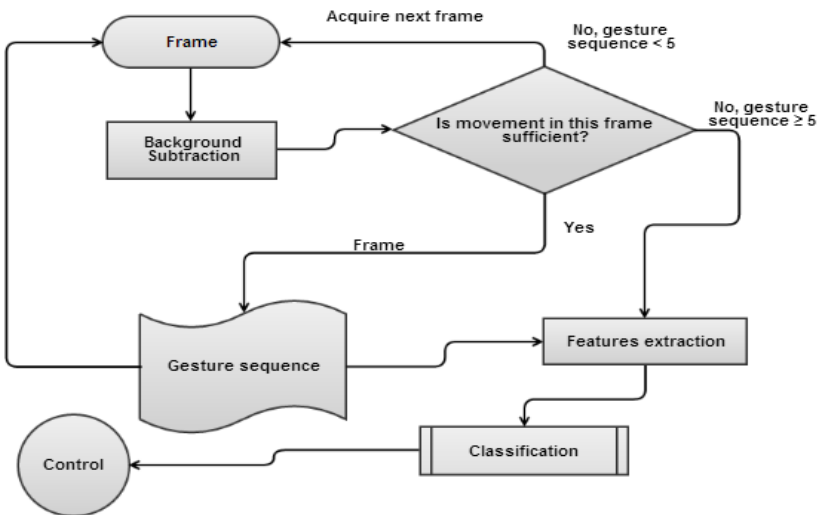 Acquire next frame
Frame
No, gesture
sequence < 5
No, gesture
sequence ≥ 5
Background
Subtraction
Is movement in this frame
sufficient?
Yes
Frame
Gesture sequence
Features extraction
Classification
Control